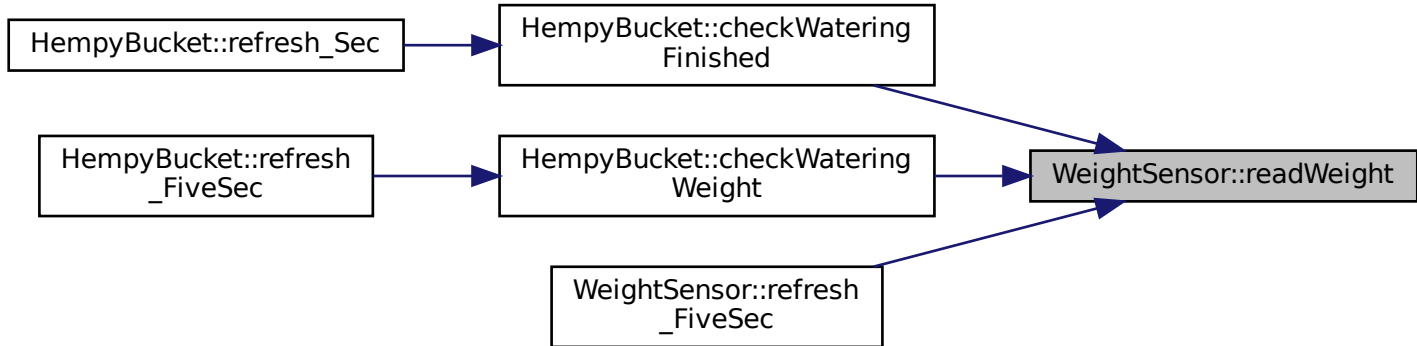 HempyBucket::refresh_Sec
HempyBucket::checkWatering
Finished
HempyBucket::refresh
_FiveSec
HempyBucket::checkWatering
Weight
WeightSensor::readWeight
WeightSensor::refresh
_FiveSec